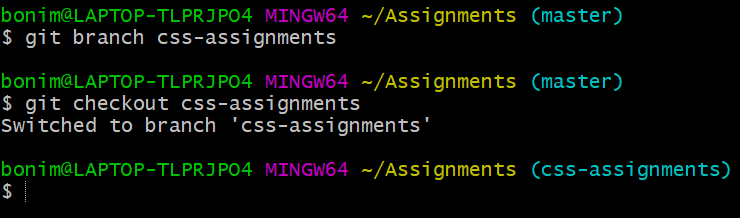 bonim@LAPTOP-TLPRJPO4 MINGW64 ~/Assignments (master)
$ git branch css-assignments
bonim@LAPTOP-TLPRJPO4 MINGW64 ~/Assignments (master)
$ git checkout css-assignments
Switched to branch 'css-assignments'
bonim@LAPTOP-TLPRJPO4 MINGW64 ~/Assignments (css-assignments)
$